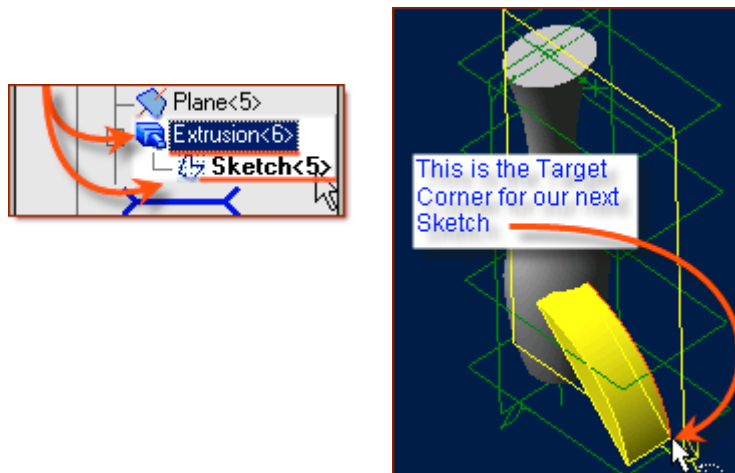 Plane<5>
Extrusion<6>
Sketch<5>
This is the Target
Corner for our next
Sketch